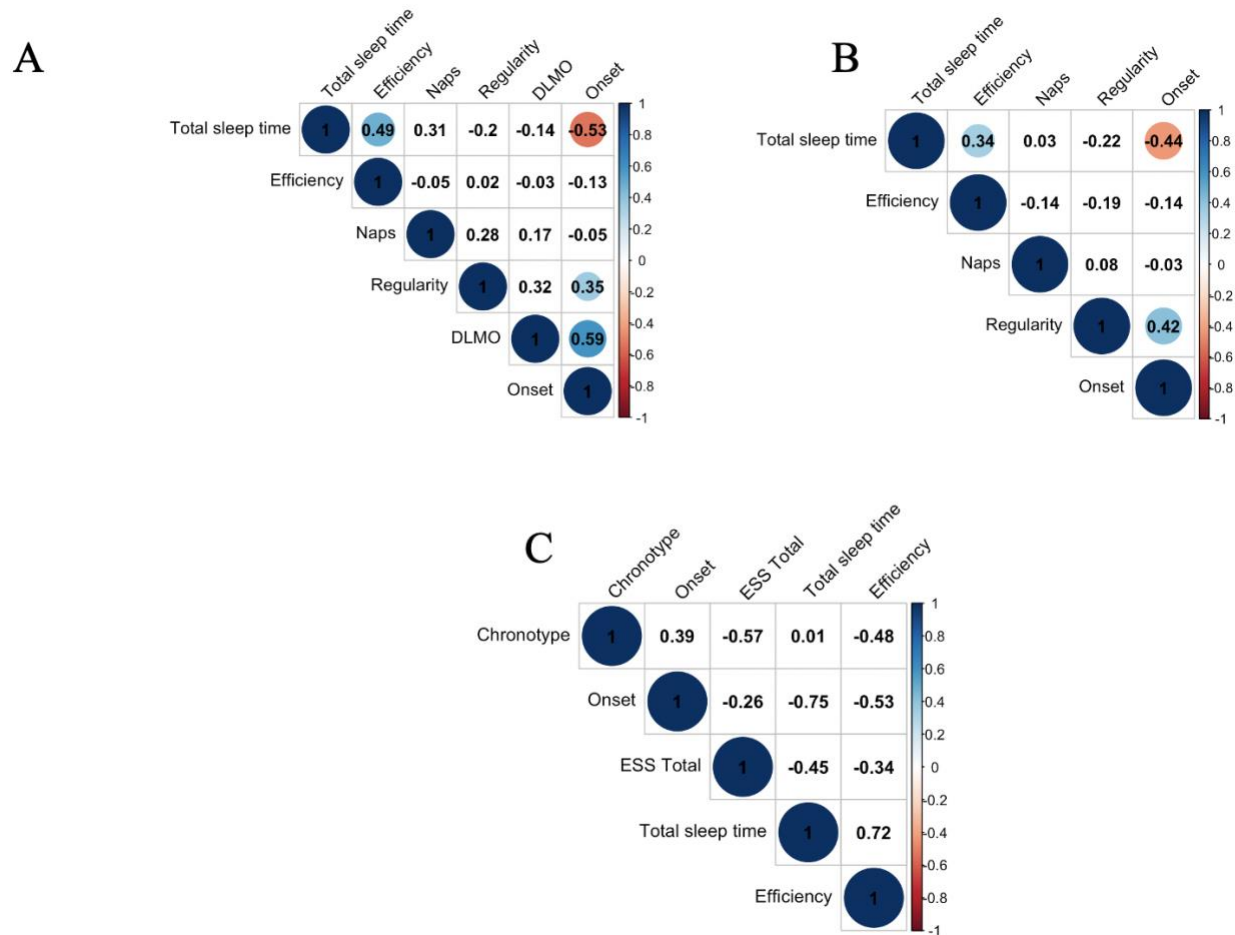 A
Total sleep time
Efficiency
Naps
Regularity
DLMO
Onset
Total sleep time 1 0.49 0.31 -0.2 -0.14 -0.53
Efficiency 1 -0.05 0.02 -0.03 -0.13
Naps 1 0.28 0.17 -0.05
Regularity 1 0.32 0.35
DLMO 1 0.59
Onset 1
1
0.8
0.6
0.4
0.2
0
-0.2
-0.4
-0.6
-0.8
-1
B
Total sleep time
Efficiency
Naps
Regularity
Onset
Total sleep time 1 0.34 0.03 -0.22 -0.44
Efficiency 1 -0.14 -0.19 -0.14
Naps 1 0.08 -0.03
Regularity 1 0.42
Onset 1
1
0.8
0.6
0.4
0.2
0
-0.2
-0.4
-0.6
-0.8
-1
C
Chronotype
Onset
ESS Total
Total sleep time
Efficiency
Chronotype 1 0.39 -0.57 0.01 -0.48
Onset 1 -0.26 -0.75 -0.53
ESS Total 1 -0.45 -0.34
Total sleep time 1 0.72
Efficiency 1
1
0.8
0.6
0.4
0.2
0
-0.2
-0.4
-0.6
-0.8
-1